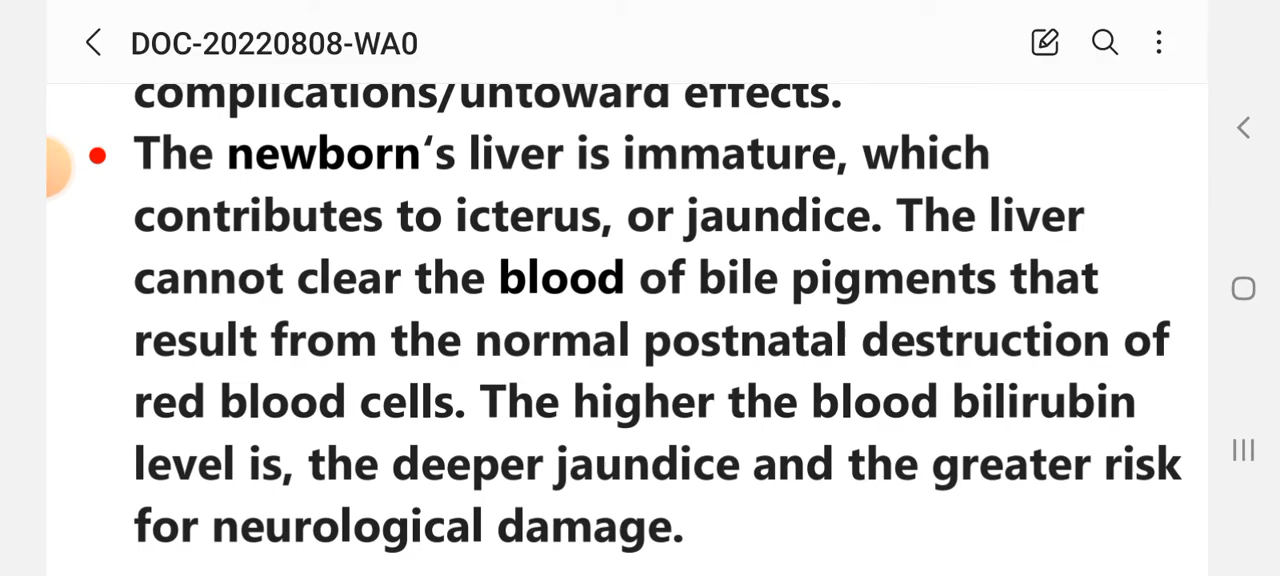 DOC-20220808-WA0
complications/untoward effects.
• The newborn‘s liver is immature, which
contributes to icterus, or jaundice. The liver
cannot clear the blood of bile pigments that
result from the normal postnatal destruction of
red blood cells. The higher the blood bilirubin
level is, the deeper jaundice and the greater risk
for neurological damage.